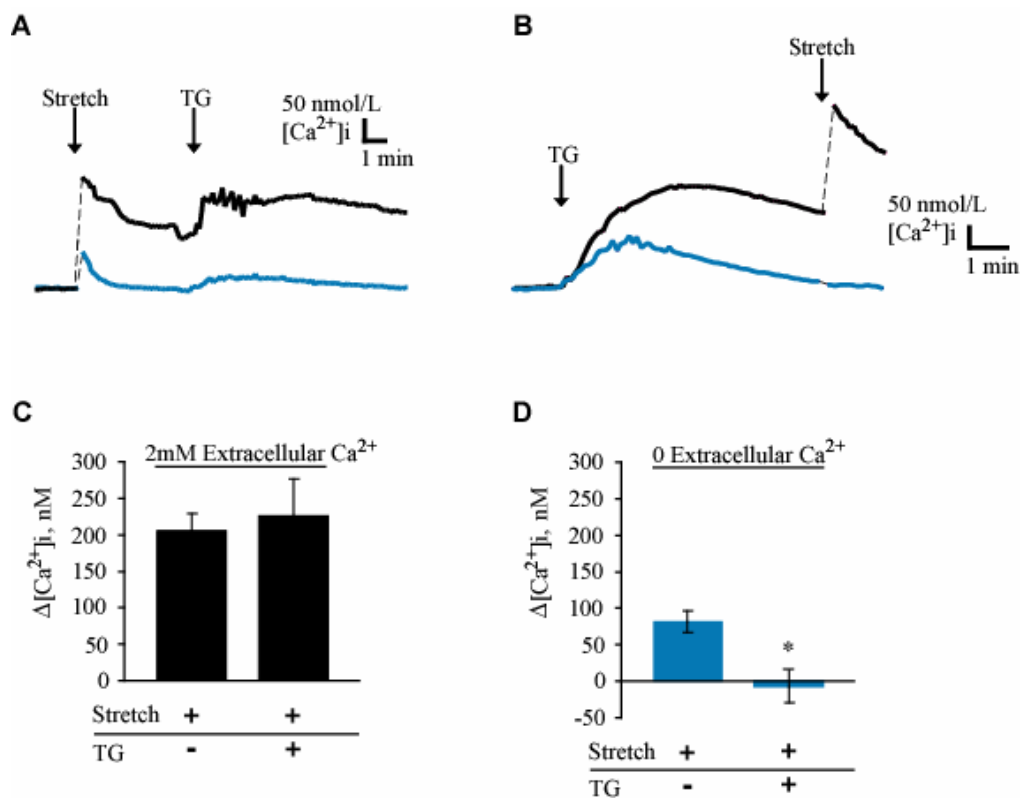 A
Stretch
TG
50 nmol/L
[Ca²⁺]i
1 min
B
Stretch
TG
50 nmol/L
[Ca²⁺]i
1 min
C
2mM Extracellular Ca²⁺
Δ[Ca²⁺]i, nM
300
250
200
150
100
50
0
Stretch + +
TG - +
D
0 Extracellular Ca²⁺
Δ[Ca²⁺]i, nM
300
250
200
150
100
50
0
-50
*
Stretch + +
TG - +